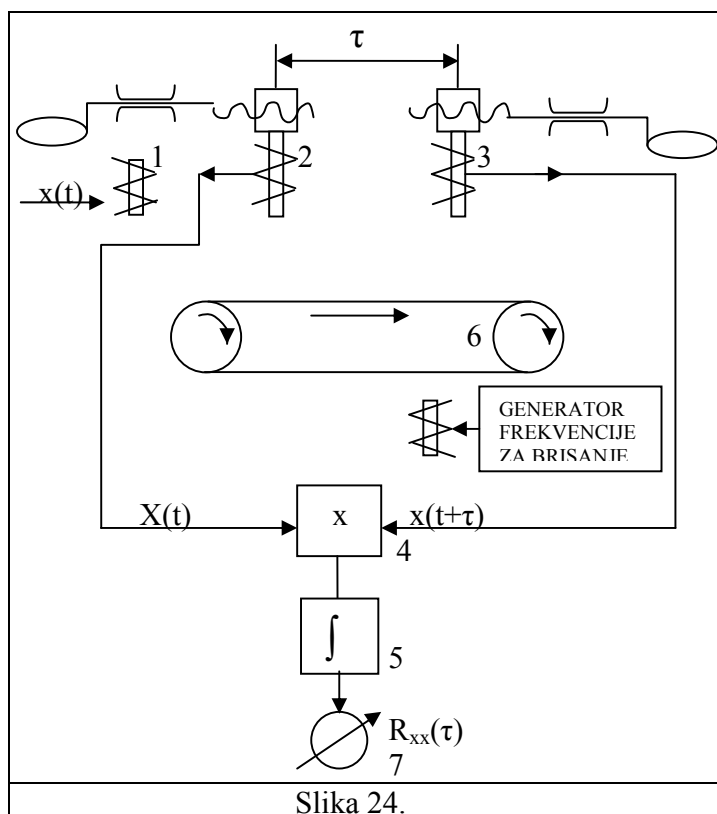 τ
1
2
3
x(t)
6
GENERATOR
FREKVENCIJE
ZA BRISANJE
X(t)
x
x(t+τ)
4
∫
5
Rxx(τ)
7
Slika 24.